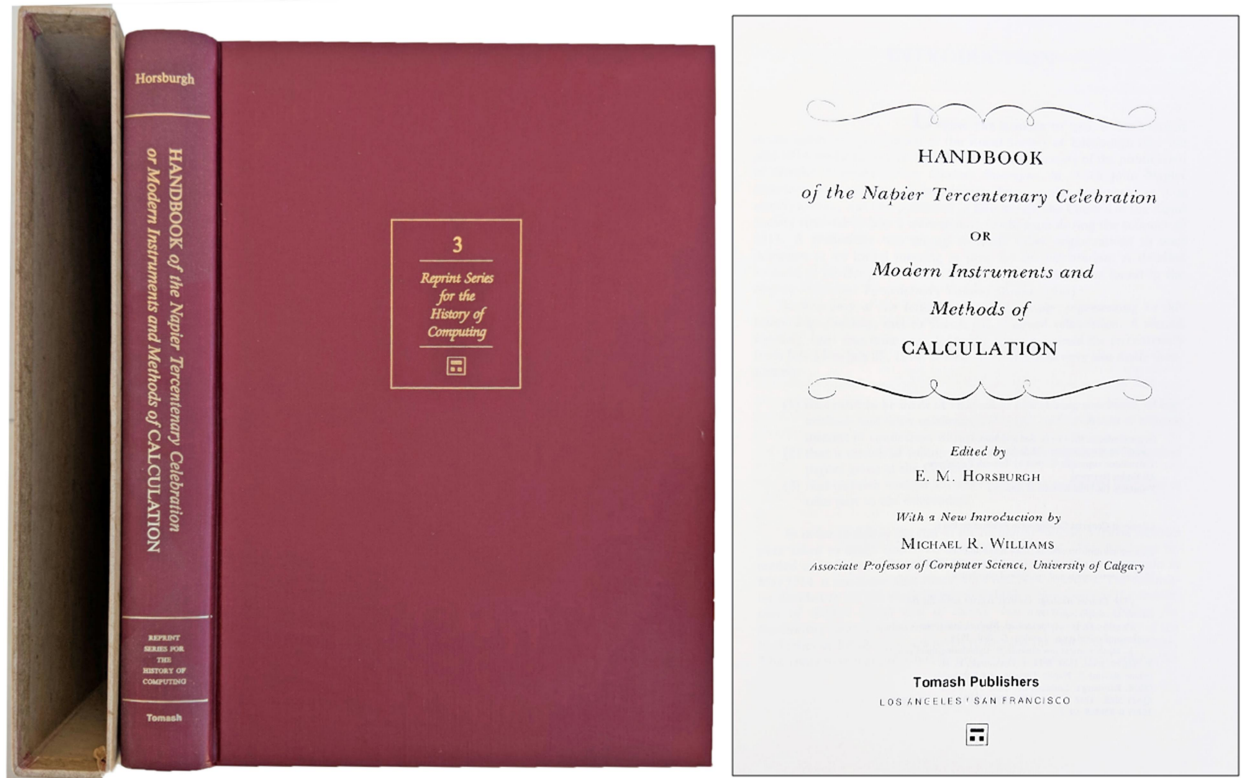 Horsburgh
HANDBOOK of the Napier Tercentenary Celebration
or Modern Instruments and Methods of CALCULATION
REPRINT
SERIES FOR
THE
HISTORY OF
COMPUTING
Tomash
3
Reprint Series
for the
History of
Computing
HANDBOOK
of the Napier Tercentenary Celebration
OR
Modern Instruments and
Methods of
CALCULATION
Edited by
E. M. HORSBURGH
With a New Introduction by
MICHAEL R. WILLIAMS
Associate Professor of Computer Science, University of Calgary
Tomash Publishers
LOS ANGELES / SAN FRANCISCO